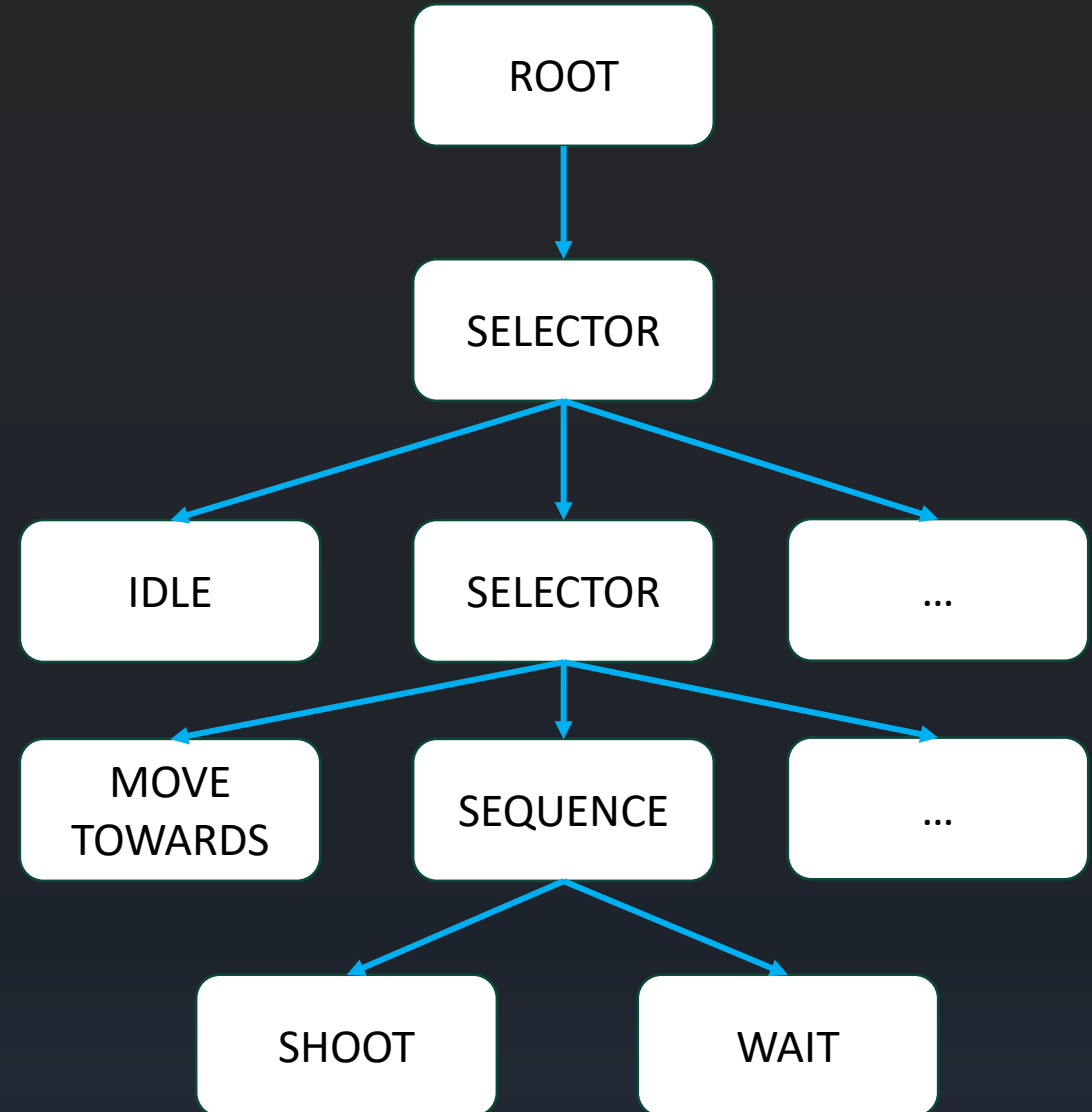 ROOT
SELECTOR
IDLE
SELECTOR
...
MOVE
TOWARDS
SEQUENCE
...
SHOOT
WAIT